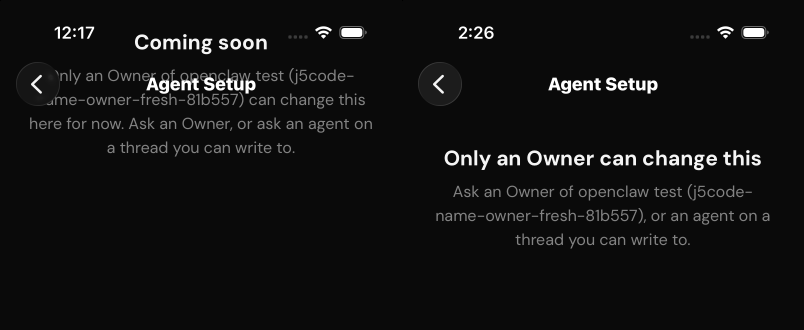 12:17
Coming soon
Only an Owner of openclaw test (j5code-
Agent Setup
name-owner-fresh-81b557) can change this
here for now. Ask an Owner, or ask an agent on
a thread you can write to.
2:26
Agent Setup
Only an Owner can change this
Ask an Owner of openclaw test (j5code-
name-owner-fresh-81b557), or an agent on a
thread you can write to.